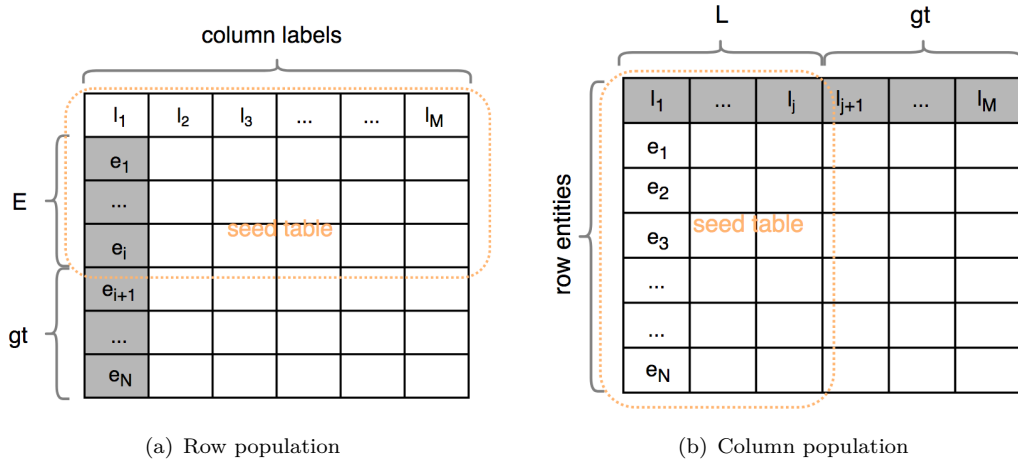 column labels
l1 l2 l3 ... ... lM
E
e1
...
seed table
ei
gt
ei+1
...
eN
(a) Row population
L gt
l1 ... lj lj+1 ... lM
row entities
e1
e2
e3 seed table
...
...
eN
(b) Column population